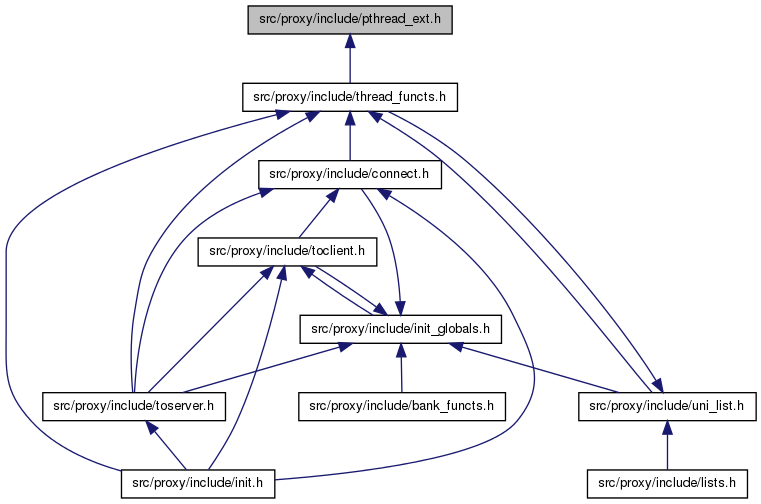 src/proxy/include/pthread_ext.h
src/proxy/include/thread_functs.h
src/proxy/include/connect.h
src/proxy/include/toclient.h
src/proxy/include/init_globals.h
src/proxy/include/toserver.h
src/proxy/include/bank_functs.h
src/proxy/include/uni_list.h
src/proxy/include/init.h
src/proxy/include/lists.h